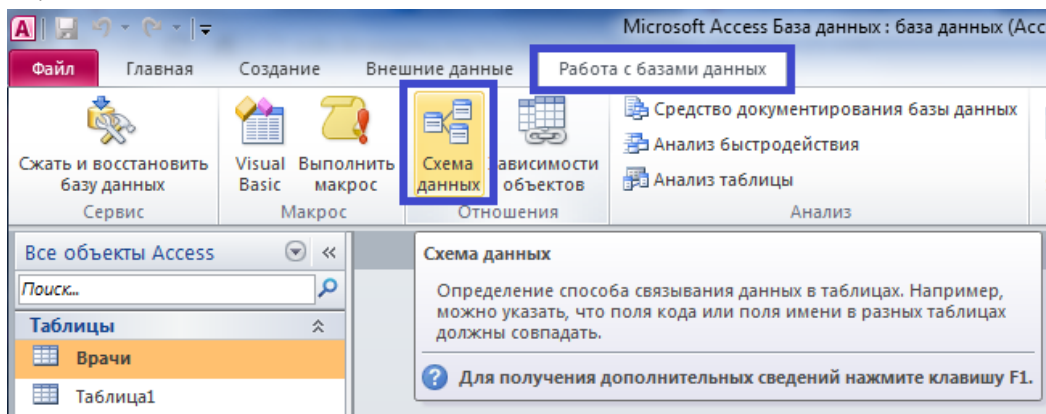 Microsoft Access База данных : база данных (Acc
Файл Главная Создание Внешние данные Работа с базами данных
Сжать и восстановить базу данных
Visual Basic
Выполнить макрос
Схема данных
ависимости объектов
Средство документирования базы данных
Анализ быстродействия
Анализ таблицы
Сервис Макрос Отношения Анализ
Все объекты Access
Поиск...
Таблицы
Врачи
Таблица1
Схема данных
Определение способа связывания данных в таблицах. Например,
можно указать, что поля кода или поля имени в разных таблицах
должны совпадать.
Для получения дополнительных сведений нажмите клавишу F1.